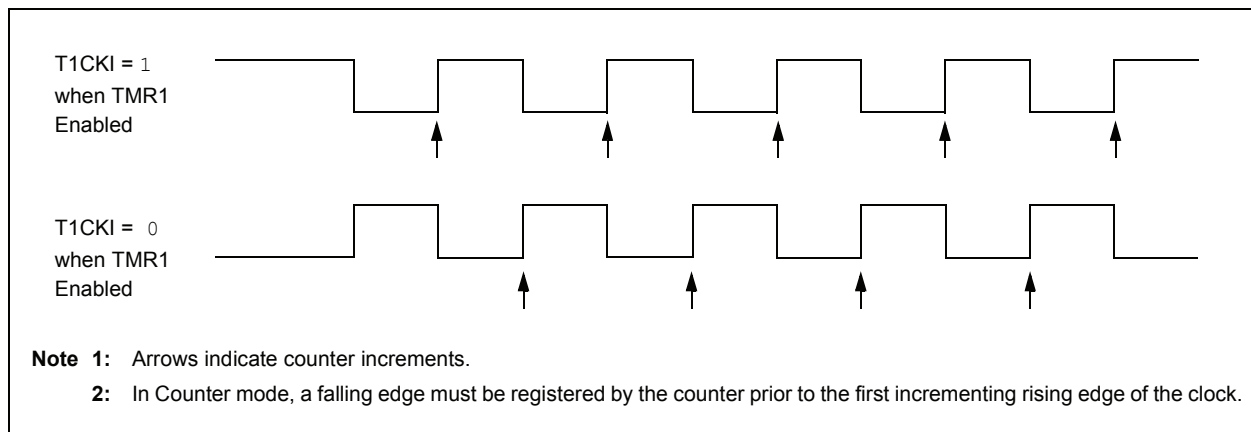 T1CKI = 1
when TMR1
Enabled
T1CKI = 0
when TMR1
Enabled
Note 1: Arrows indicate counter increments.
2: In Counter mode, a falling edge must be registered by the counter prior to the first incrementing rising edge of the clock.